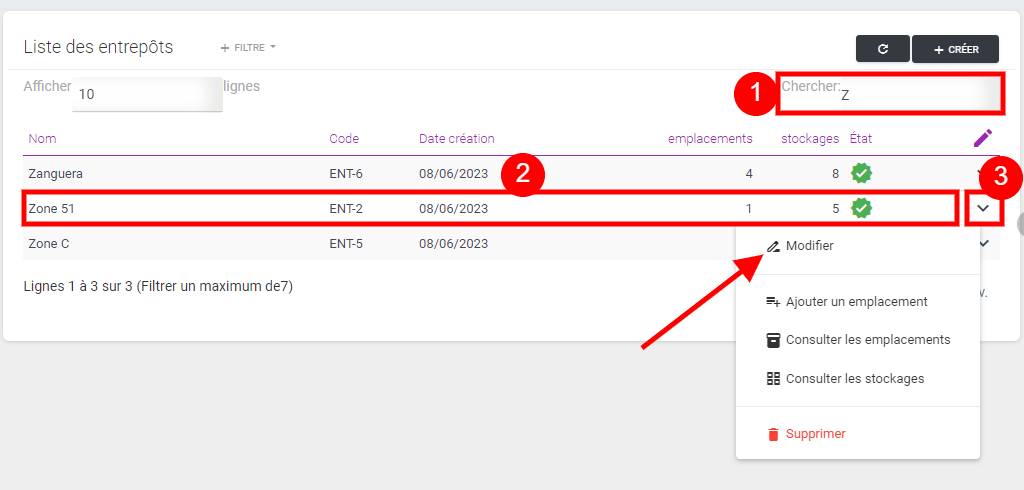 Liste des entrepôts
+ FILTRE
+ CRÉER
Afficher 10 lignes
1
Chercher: Z
Nom Code Date création emplacements stockages État
Zanguera ENT-6 08/06/2023 4 8
2
3
Zone 51 ENT-2 08/06/2023 1 5
Zone C ENT-5 08/06/2023
Modifier
Lignes 1 à 3 sur 3 (Filtrer un maximum de7)
Ajouter un emplacement
Consulter les emplacements
Consulter les stockages
Supprimer